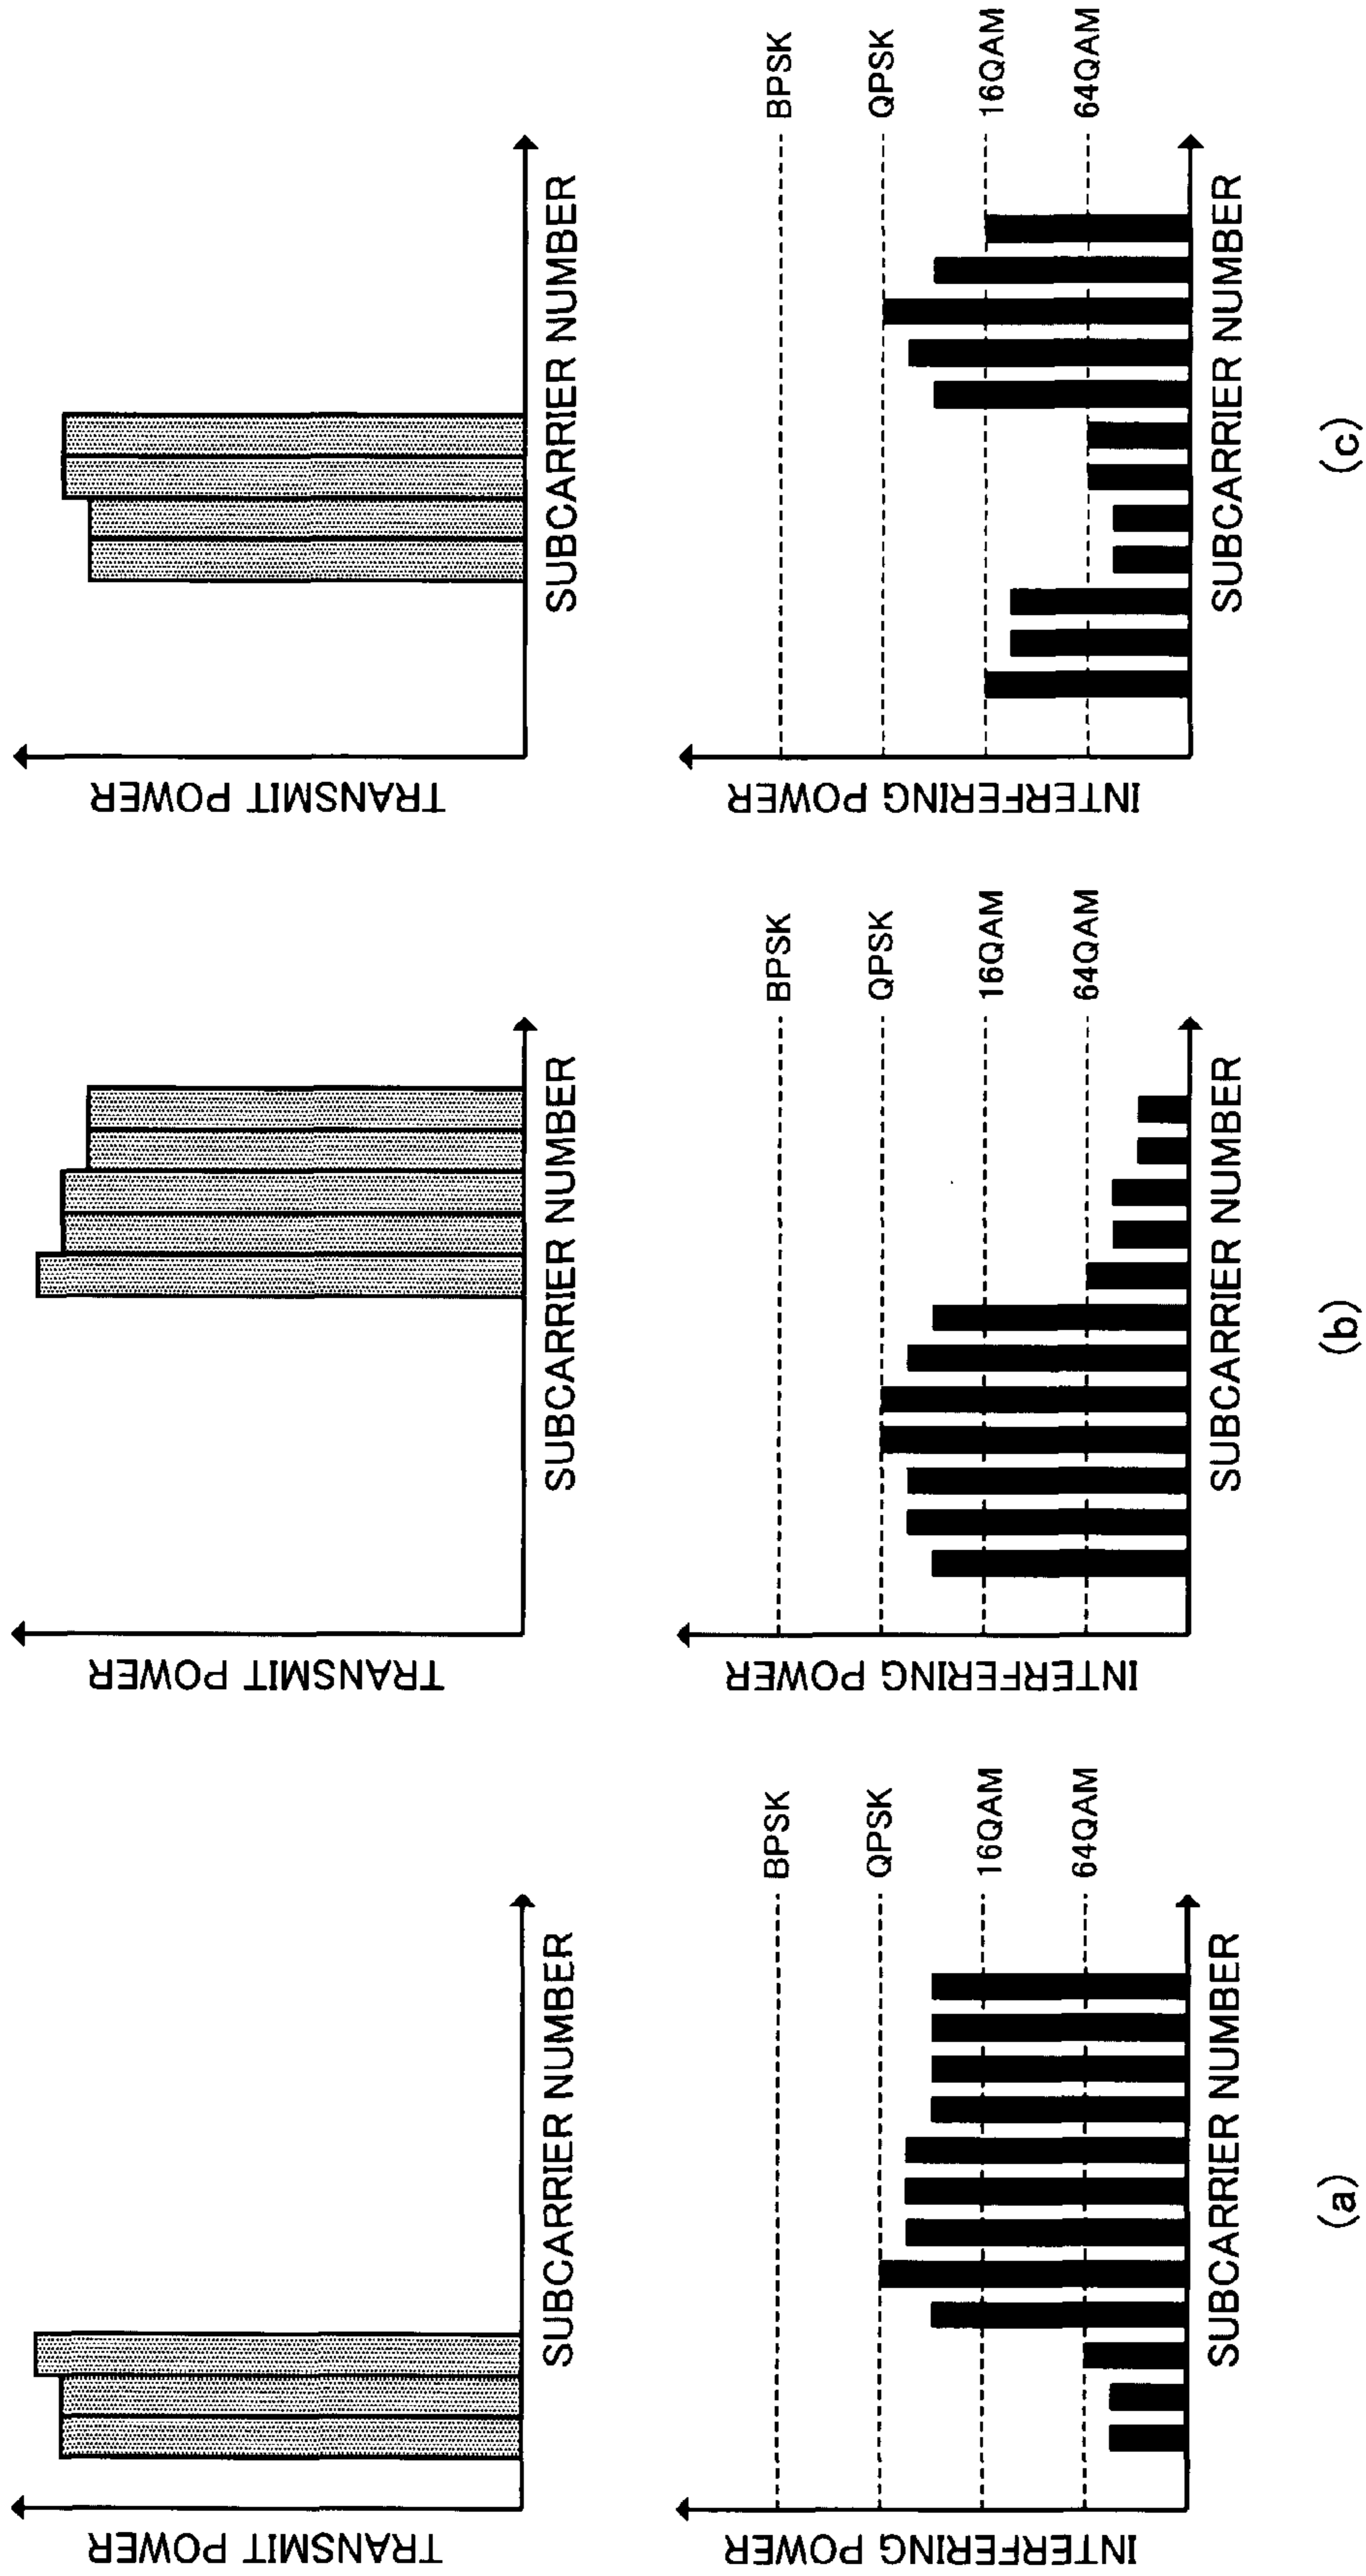 TRANSMIT POWER
SUBCARRIER NUMBER
INTERFERING POWER
BPSK
QPSK
16QAM
64QAM
SUBCARRIER NUMBER
(a)
TRANSMIT POWER
SUBCARRIER NUMBER
INTERFERING POWER
BPSK
QPSK
16QAM
64QAM
SUBCARRIER NUMBER
(b)
TRANSMIT POWER
SUBCARRIER NUMBER
INTERFERING POWER
BPSK
QPSK
16QAM
64QAM
SUBCARRIER NUMBER
(c)